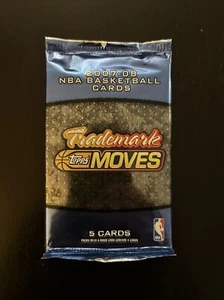 2007-08
NBA BASKETBALL
CARDS
Trademark
Topps MOVES
5 CARDS
NBA